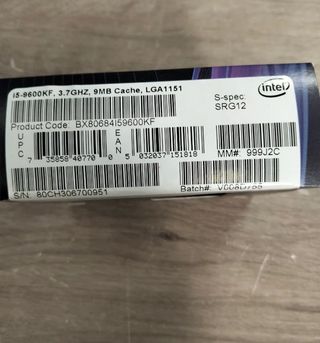 i5-9600KF, 3.7GHZ, 9MB Cache, LGA1151
intel
S-spec:
SRG12
Product Code: BX80684I59600KF
UPC
7 35858 40770 0
EAN
5 032037 151818
MM#: 999J2C
S/N: 80CH306700951
Batch#: V008D755